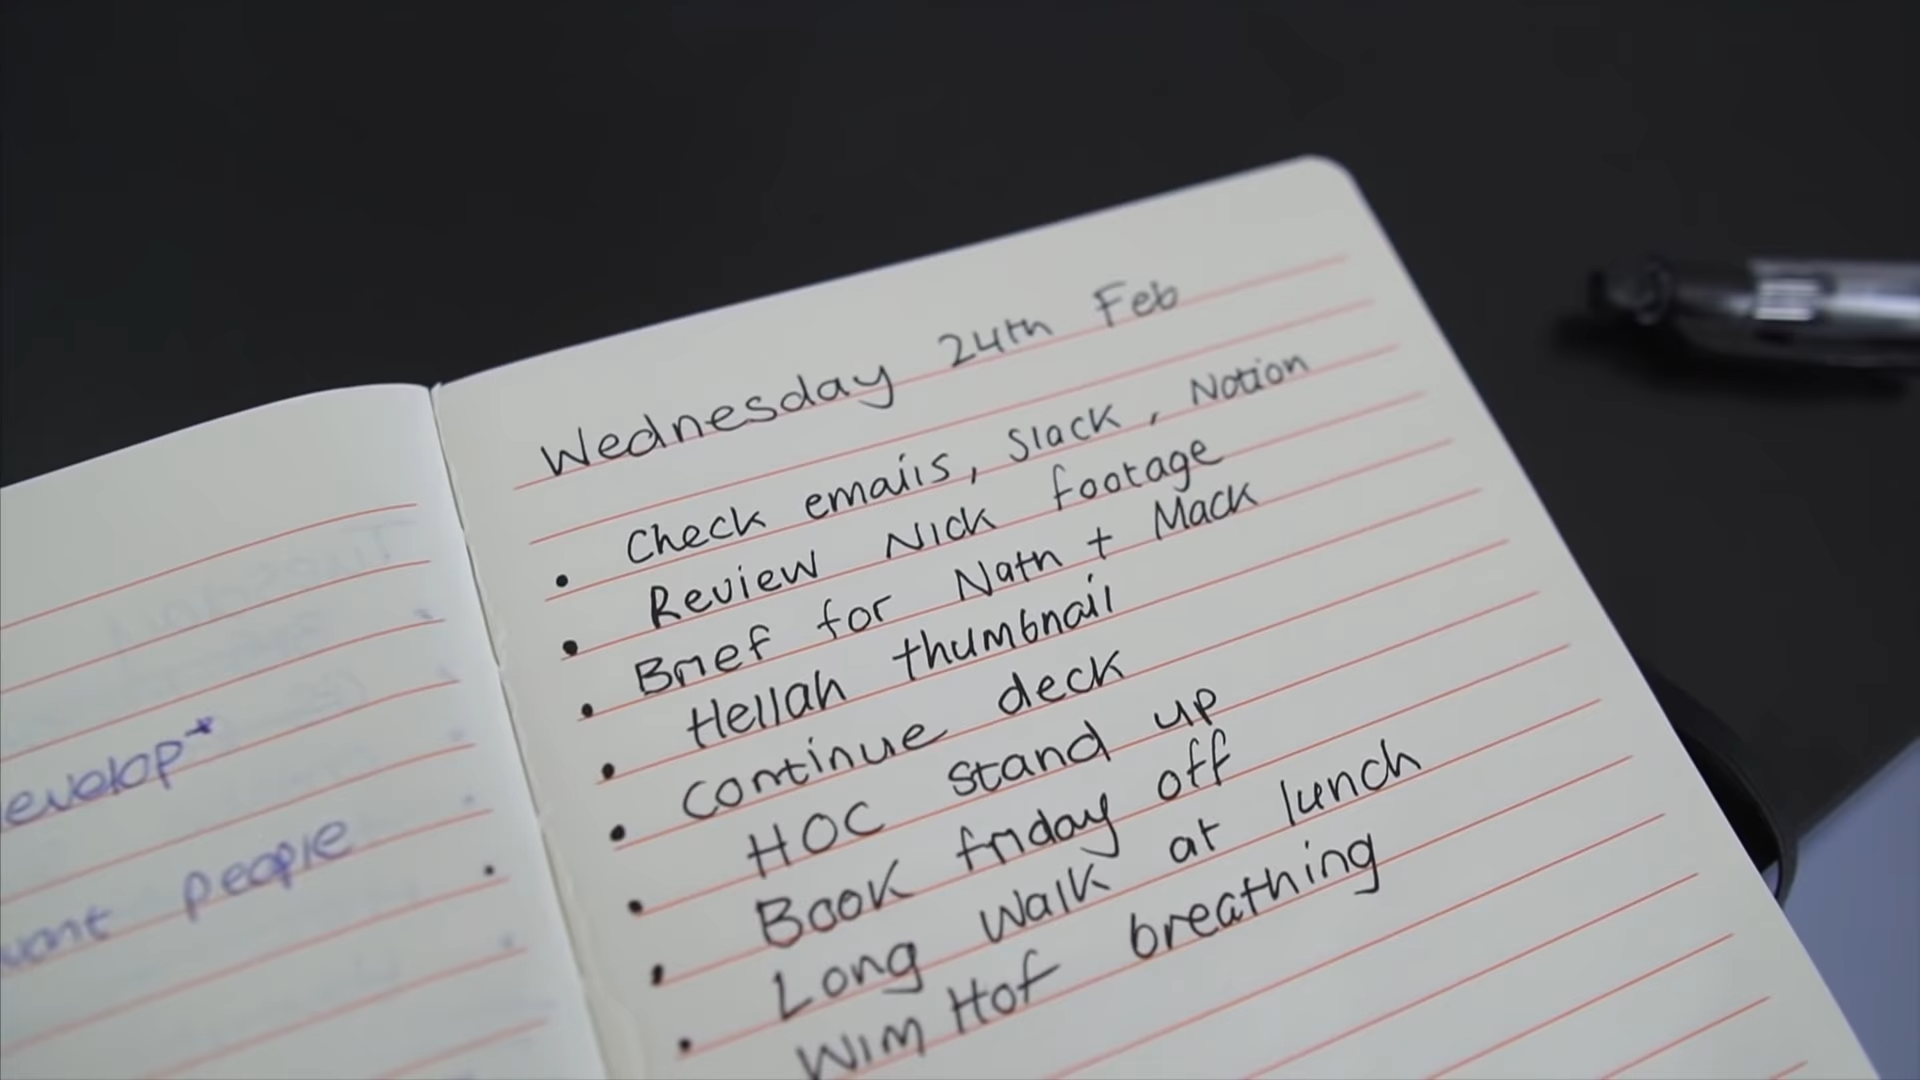 evelop*
want people
Wednesday 24th Feb
• Check emails, Slack, Notion
• Review Nick footage
• Brief for Nath + Mack
• Hellah thumbnail
• Continue deck
• HOC stand up
• Book friday off
• Long walk at lunch
Wim Hof breathing